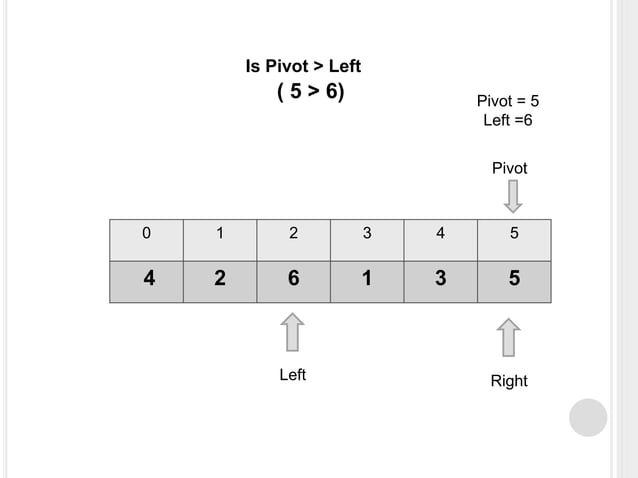 Is Pivot > Left
( 5 > 6)
Pivot = 5
Left =6
Pivot
0 1 2 3 4 5
4 2 6 1 3 5
Left
Right